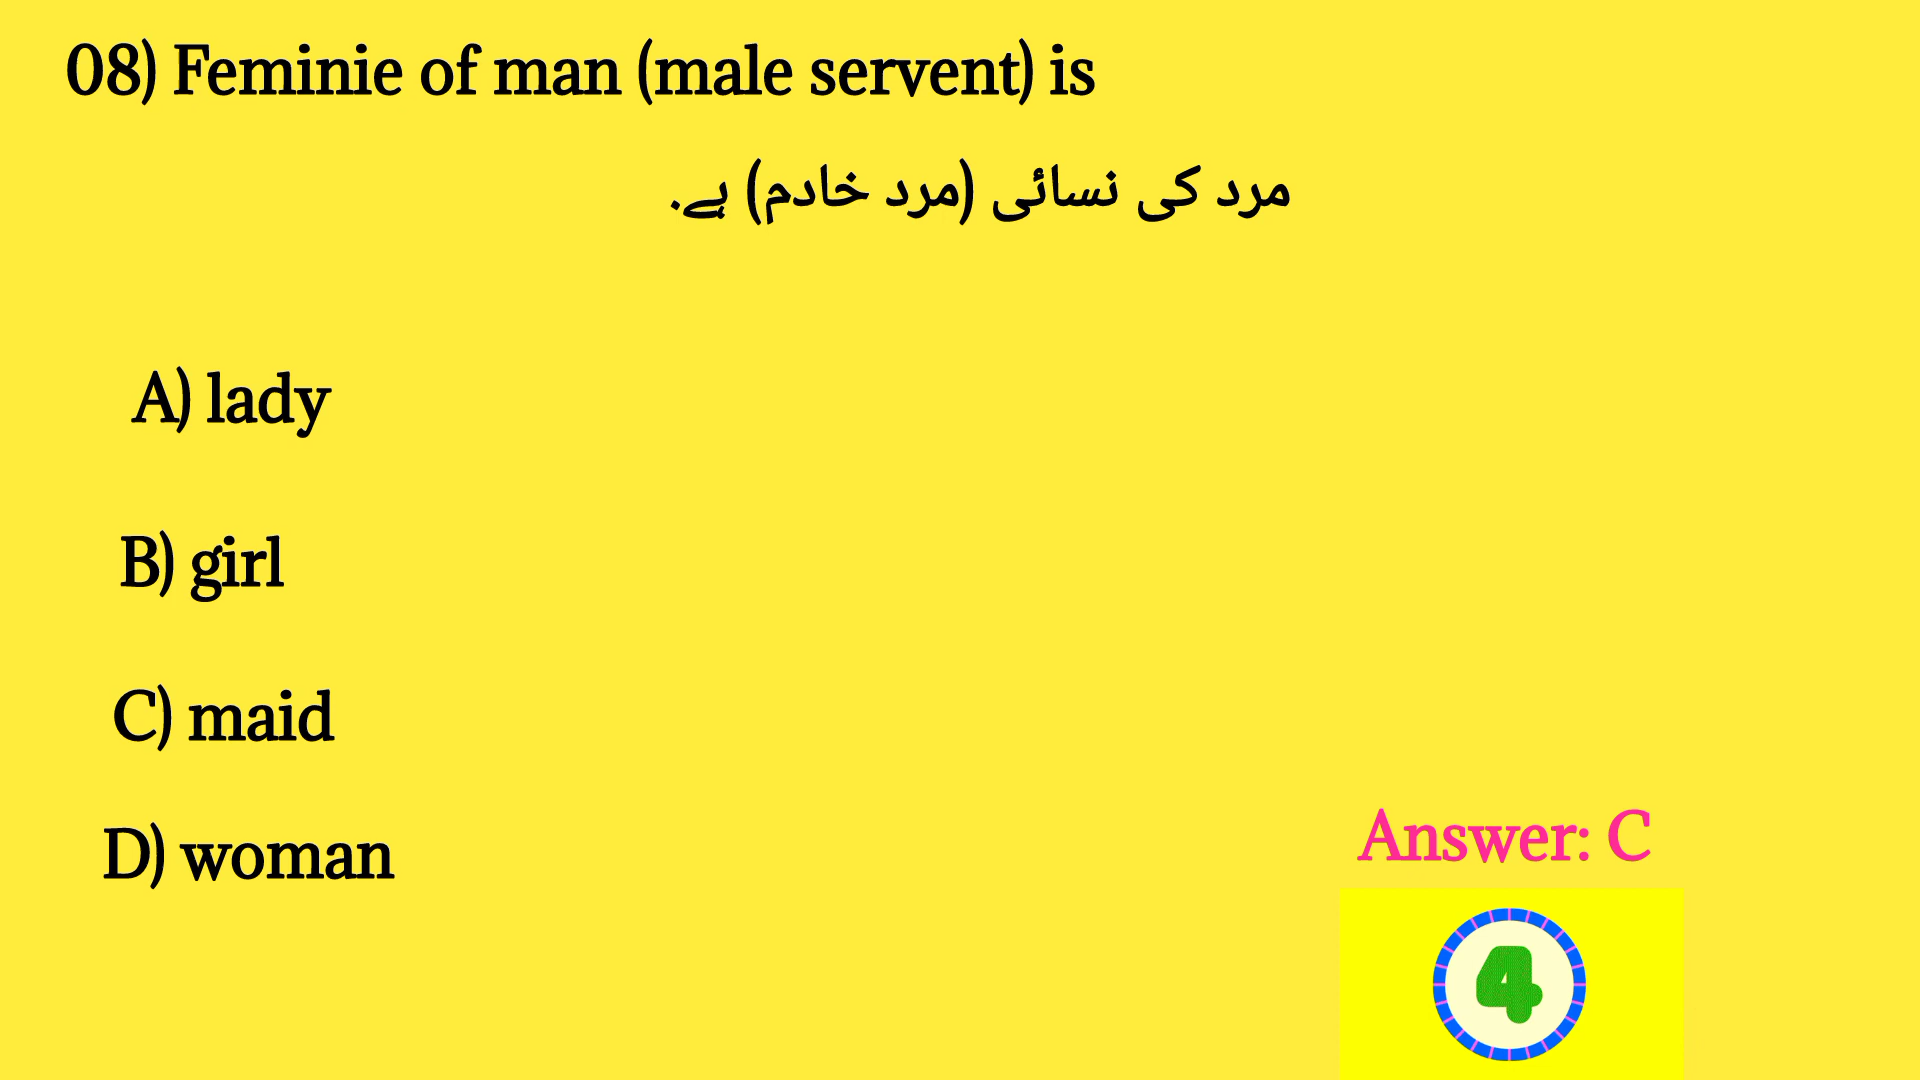 08) Feminie of man (male servent) is
مرد کی نسائی (مرد خادم) ہے.
A) lady
B) girl
C) maid
D) woman
Answer: C
4